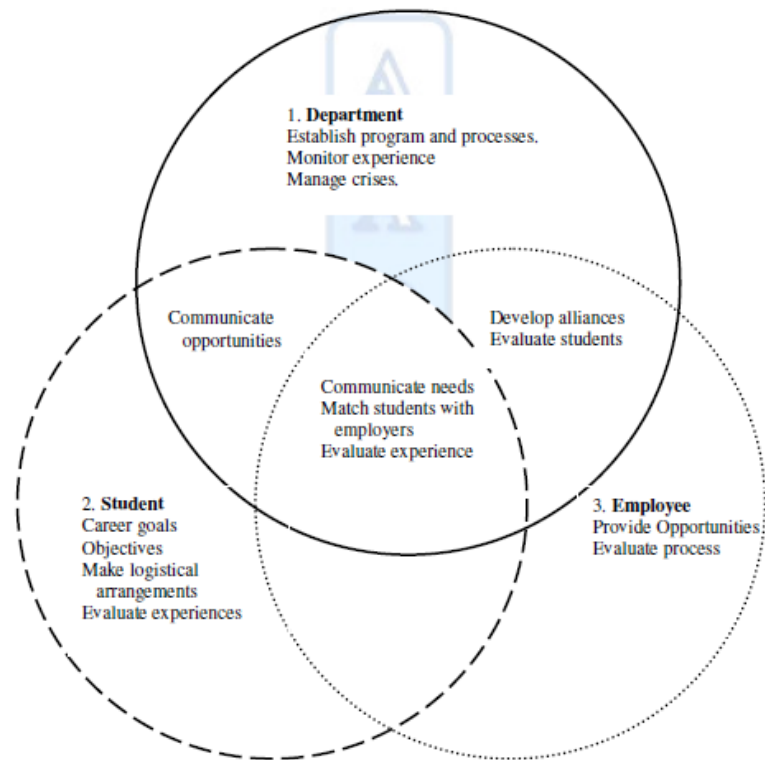 1. Department
Establish program and processes.
Monitor experience
Manage crises.
Communicate
opportunities
Develop alliances
Evaluate students
Communicate needs
Match students with
employers
Evaluate experience
2. Student
Career goals
Objectives
Make logistical
arrangements
Evaluate experiences
3. Employee
Provide Opportunities
Evaluate process